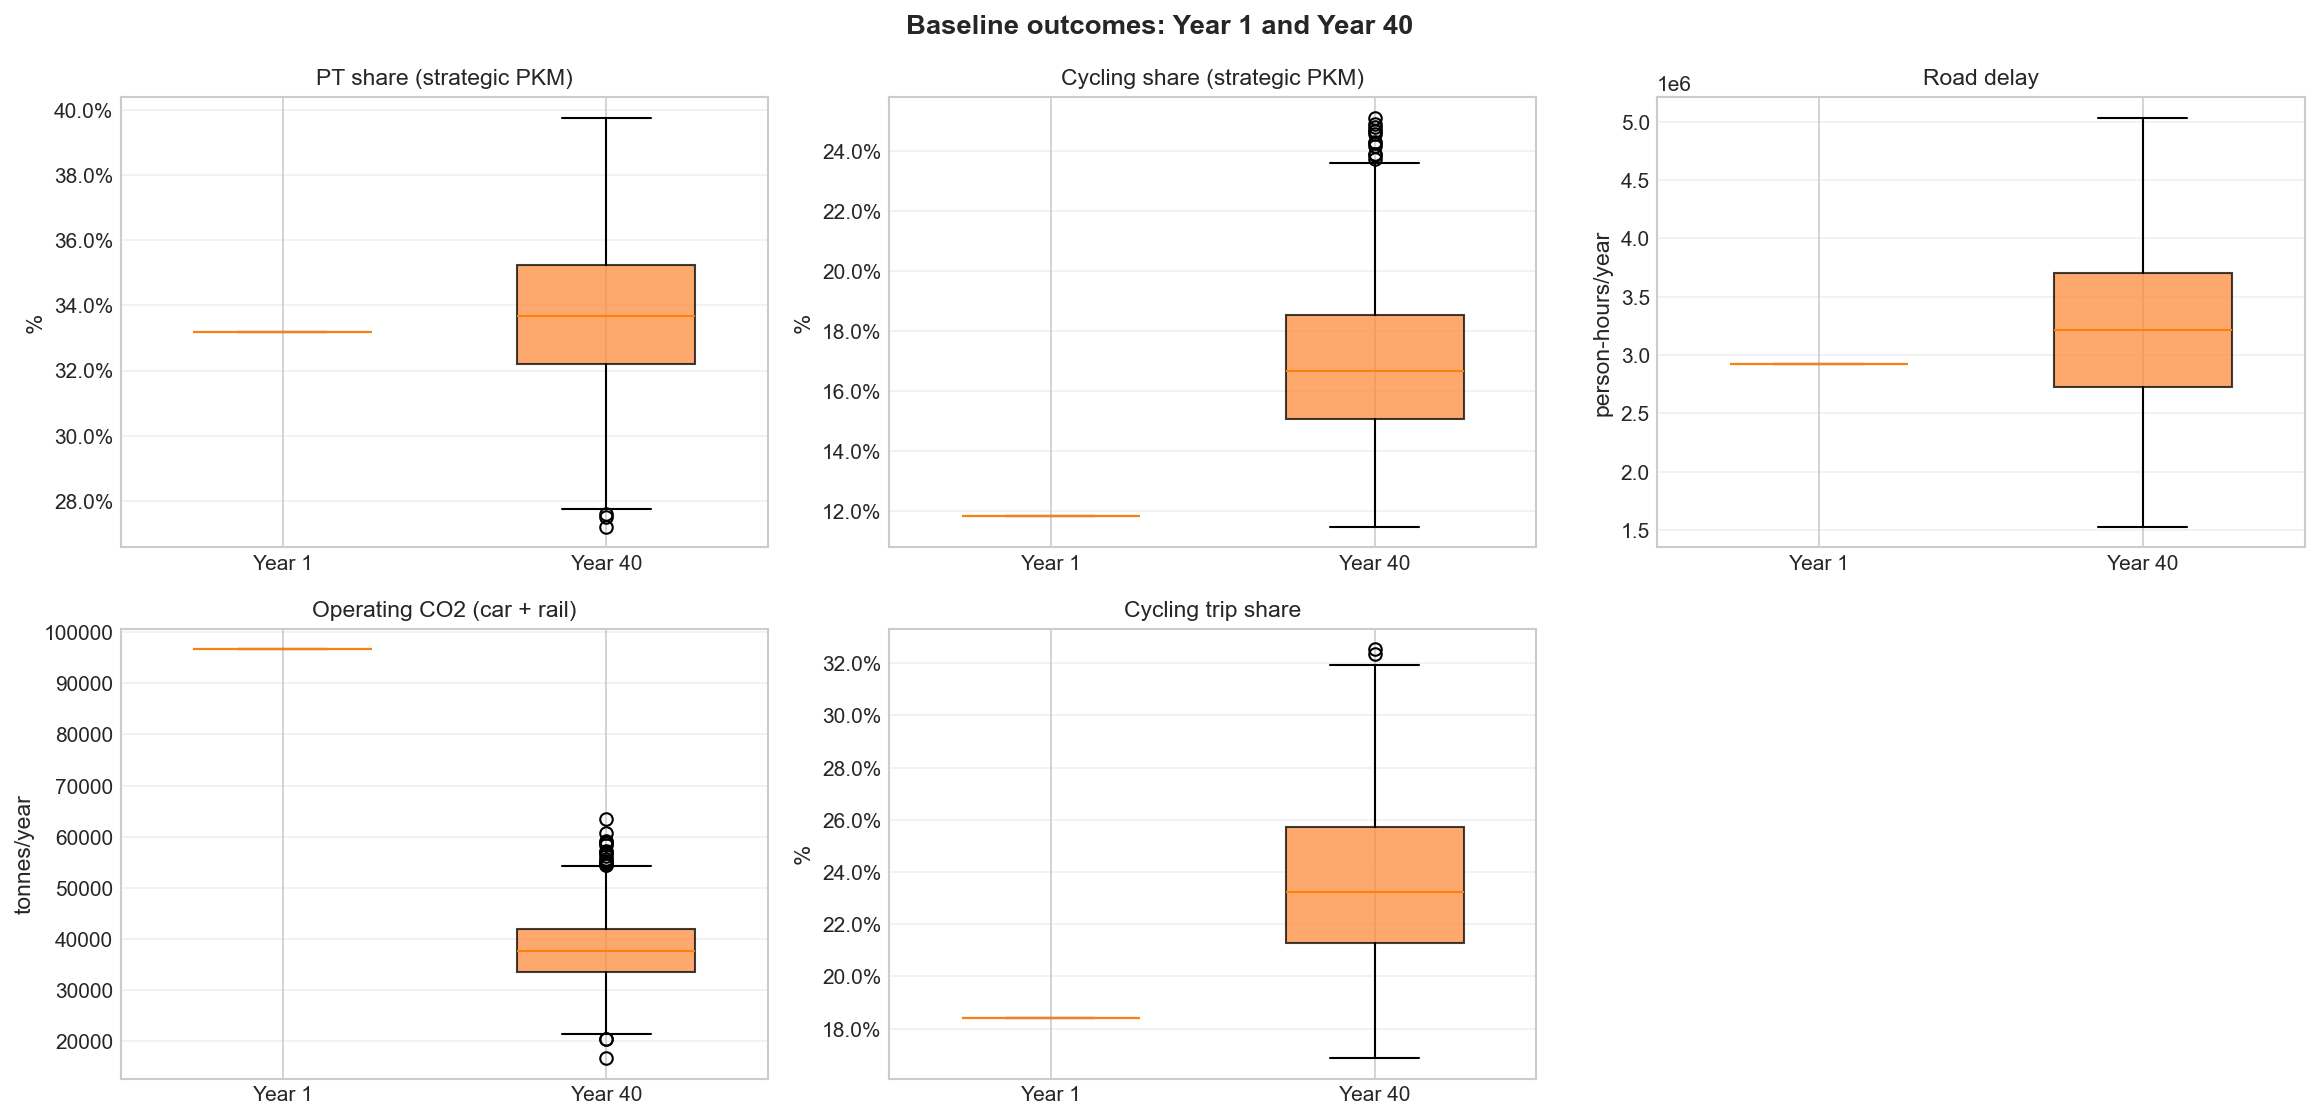 Baseline outcomes: Year 1 and Year 40
PT share (strategic PKM)
40.0%
38.0%
36.0%
34.0%
32.0%
30.0%
28.0%
%
Year 1
Year 40
Cycling share (strategic PKM)
24.0%
22.0%
20.0%
18.0%
16.0%
14.0%
12.0%
%
Year 1
Year 40
Road delay
1e6
5.0
4.5
4.0
3.5
3.0
2.5
2.0
1.5
person-hours/year
Year 1
Year 40
Operating CO2 (car + rail)
100000
90000
80000
70000
60000
50000
40000
30000
20000
tonnes/year
Year 1
Year 40
Cycling trip share
32.0%
30.0%
28.0%
26.0%
24.0%
22.0%
20.0%
18.0%
%
Year 1
Year 40